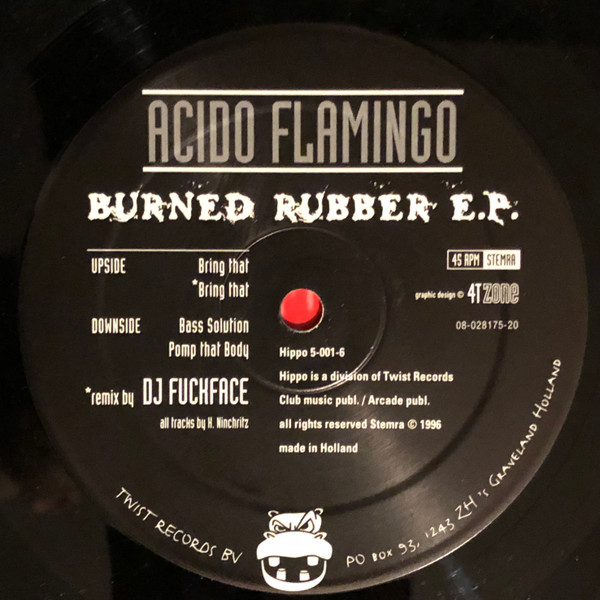 ACIDO FLAMINGO
BURNED RUBBER E.P.
UPSIDE Bring that
*Bring that
DOWNSIDE Bass Solution
Pomp that Body
*remix by DJ FUCKFACE
all tracks by H. Ninchritz
45 RPM STEMRA
graphic design © 4T zone
08-028175-20
Hippo 5-001-6
Hippo is a division of Twist Records
Club music publ. / Arcade publ.
all rights reserved Stemra © 1996
made in Holland
TWIST RECORDS BV PO BOX 93, 1243 ZH 's GRAVELAND HOLLAND